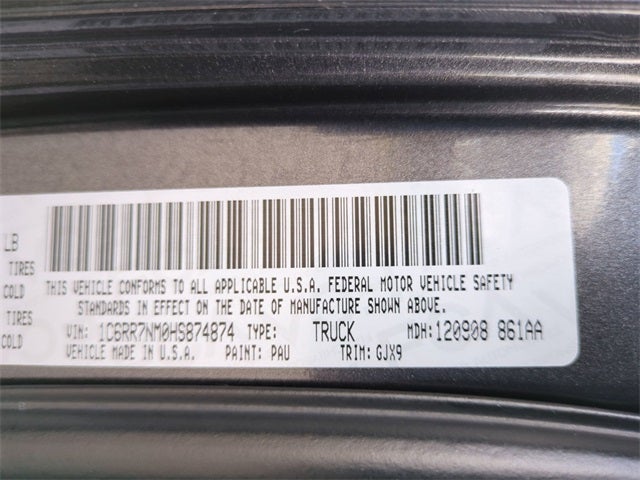 LB
TIRES
COLD
TIRES
COLD
THIS VEHICLE CONFORMS TO ALL APPLICABLE U.S.A. FEDERAL MOTOR VEHICLE SAFETY
STANDARDS IN EFFECT ON THE DATE OF MANUFACTURE SHOWN ABOVE.
VIN: 1C6RR7NM0HS874874 TYPE: TRUCK MDH:120908 861AA
VEHICLE MADE IN U.S.A. PAINT: PAU TRIM: GJX9